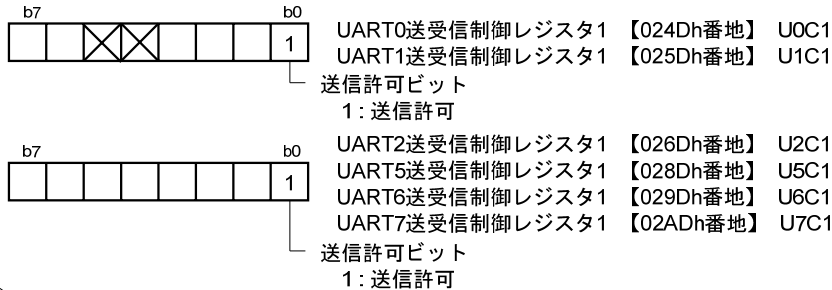 b7 b0
1
UART0送受信制御レジスタ1 【024Dh番地】 U0C1
UART1送受信制御レジスタ1 【025Dh番地】 U1C1
送信許可ビット
1 : 送信許可
b7 b0
1
UART2送受信制御レジスタ1 【026Dh番地】 U2C1
UART5送受信制御レジスタ1 【028Dh番地】 U5C1
UART6送受信制御レジスタ1 【029Dh番地】 U6C1
UART7送受信制御レジスタ1 【02ADh番地】 U7C1
送信許可ビット
1 : 送信許可